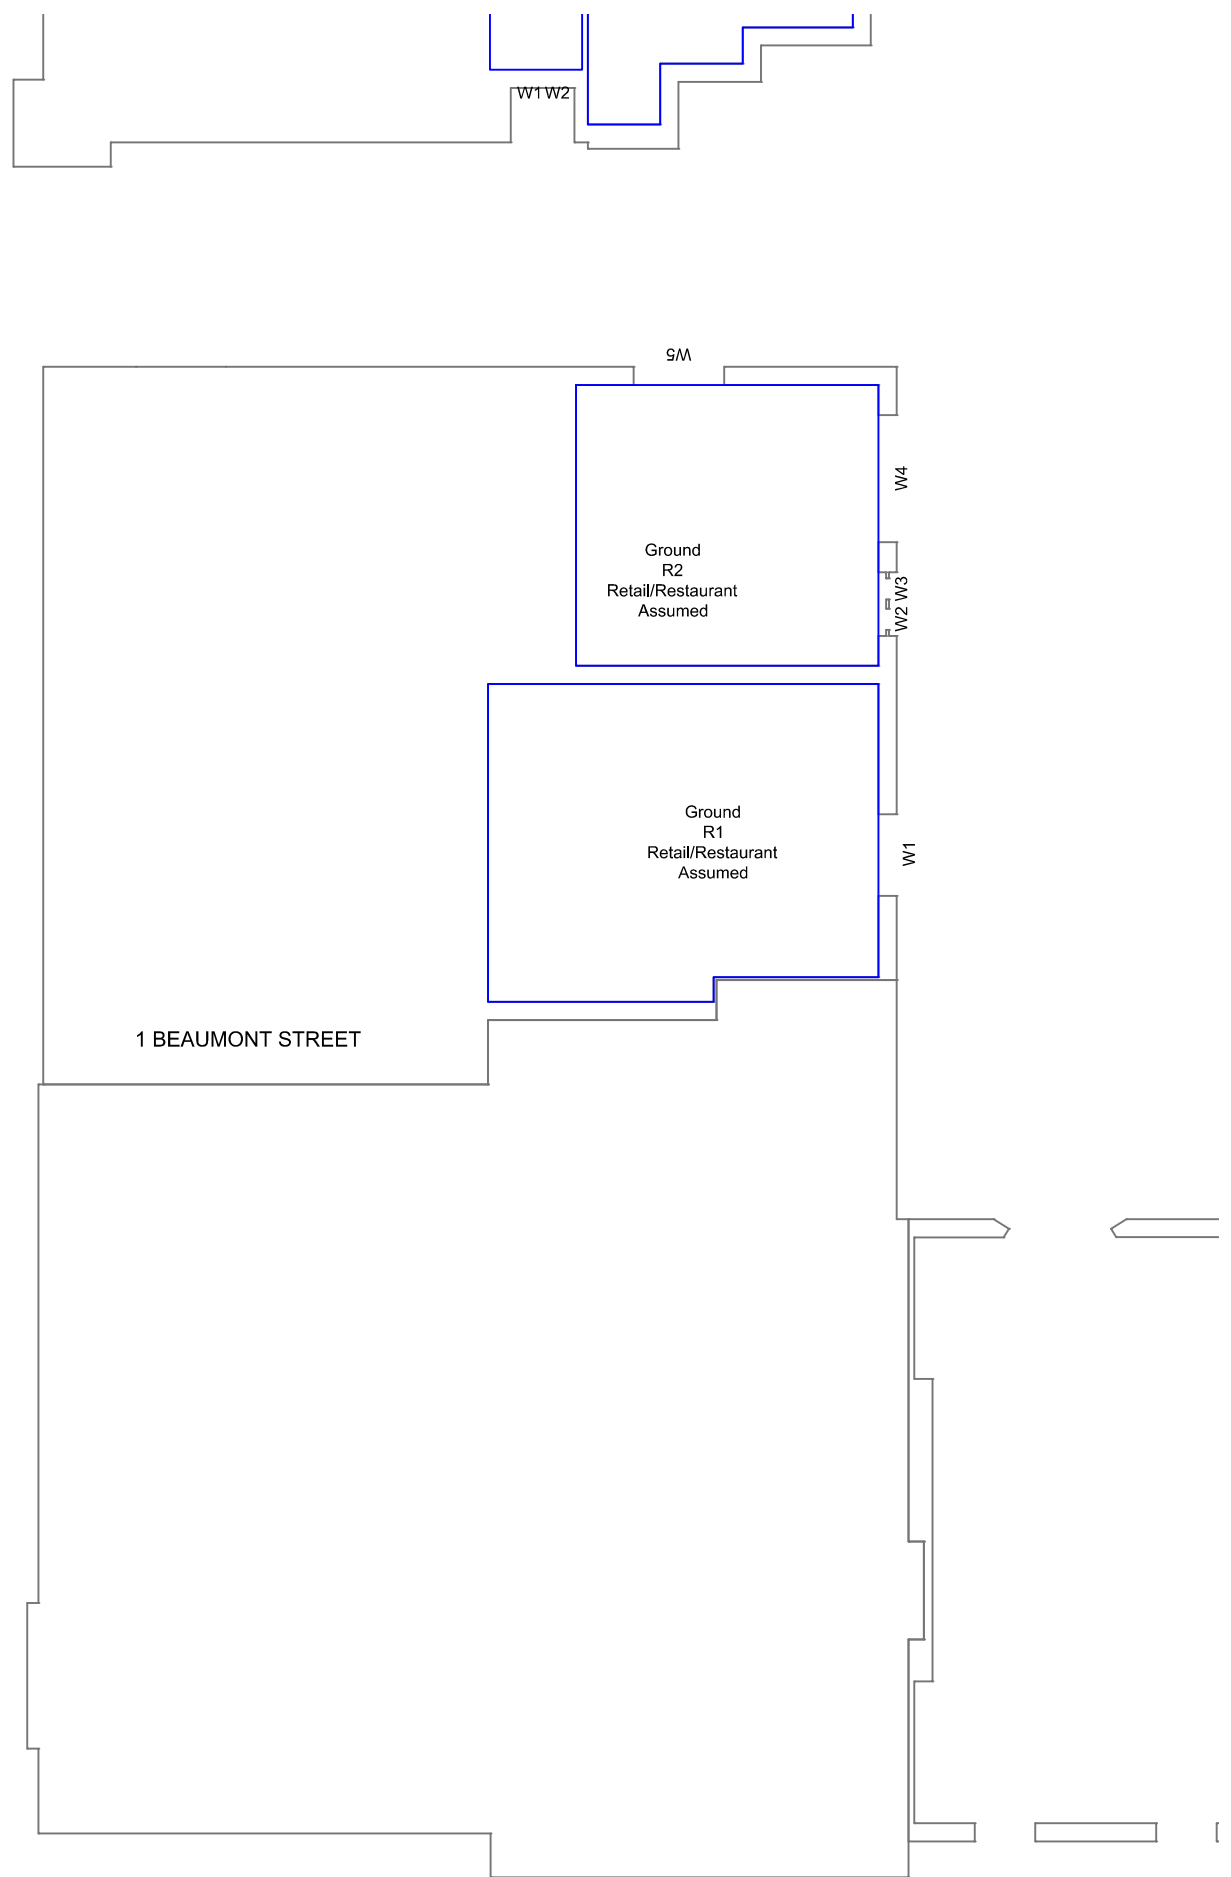 W1 W2
W5
W4
Ground
R2
Retail/Restaurant
Assumed
W2 W3
Ground
R1
Retail/Restaurant
Assumed
W1
1 BEAUMONT STREET